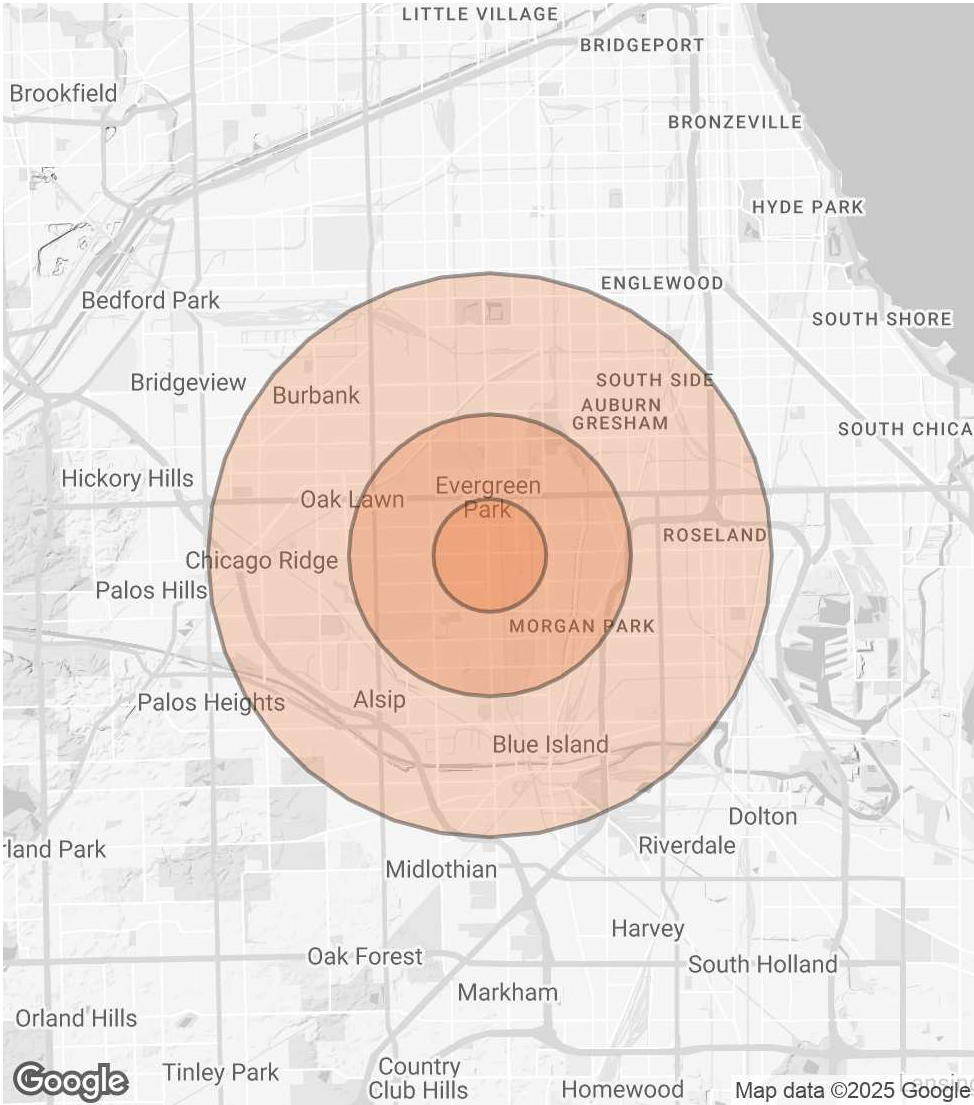 LITTLE VILLAGE
BRIDGEPORT
Brookfield
BRONZEVILLE
HYDE PARK
ENGLEWOOD
Bedford Park
SOUTH SHORE
Bridgeview
SOUTH SIDE
Burbank
AUBURN
GRESHAM
SOUTH CHICA
Hickory Hills
Evergreen
Park
Oak Lawn
ROSELAND
Chicago Ridge
Palos Hills
MORGAN PARK
Palos Heights
Alsip
Blue Island
Dolton
Riverdale
rland Park
Midlothian
Harvey
Oak Forest
South Holland
Markham
Orland Hills
Tinley Park
Country
Club Hills
Homewood
Google
Map data ©2025 Google